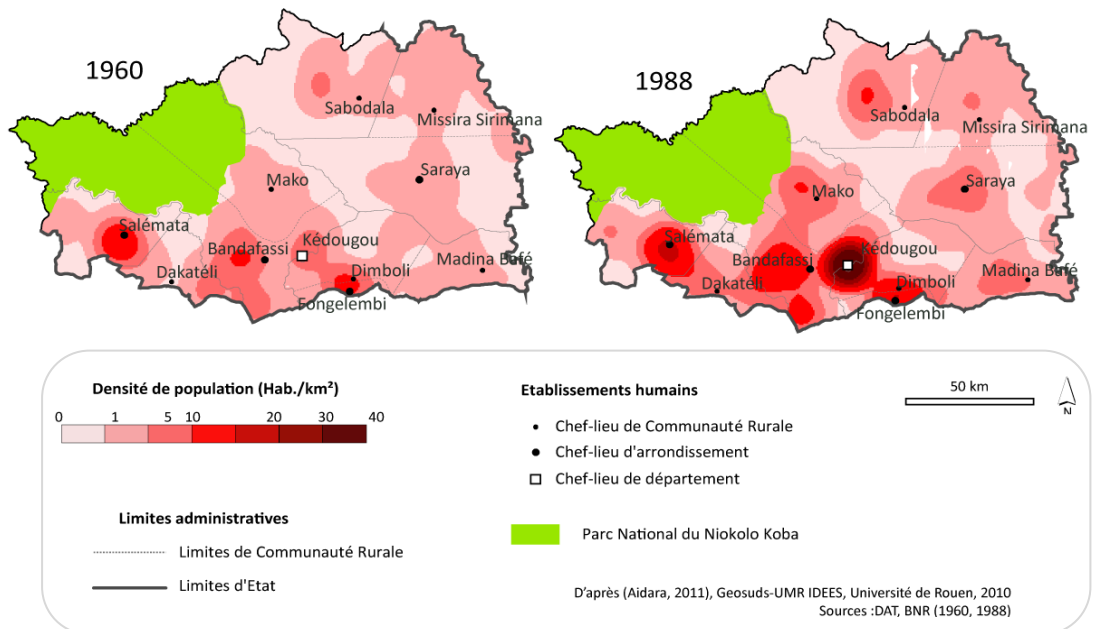 1960
Sabodala
Missira Sirimana
Saraya
Mako
Salémata
Bandafassi
Kédougou
Dakatéli
Dimboli
Madina Bafé
Fongelembi
1988
Sabodala
Missira Sirimana
Saraya
Mako
Salémata
Kédougou
Bandafassi
Dakatéli
Dimboli
Madina Bafé
Fongelembi
Densité de population (Hab./km²)
0 1 5 10 20 30 40
Limites administratives
Limites de Communauté Rurale
Limites d'Etat
Etablissements humains
Chef-lieu de Communauté Rurale
Chef-lieu d'arrondissement
Chef-lieu de département
Parc National du Niokolo Koba
50 km
N
D'après (Aidara, 2011), Geosuds-UMR IDEES, Université de Rouen, 2010
Sources :DAT, BNR (1960, 1988)